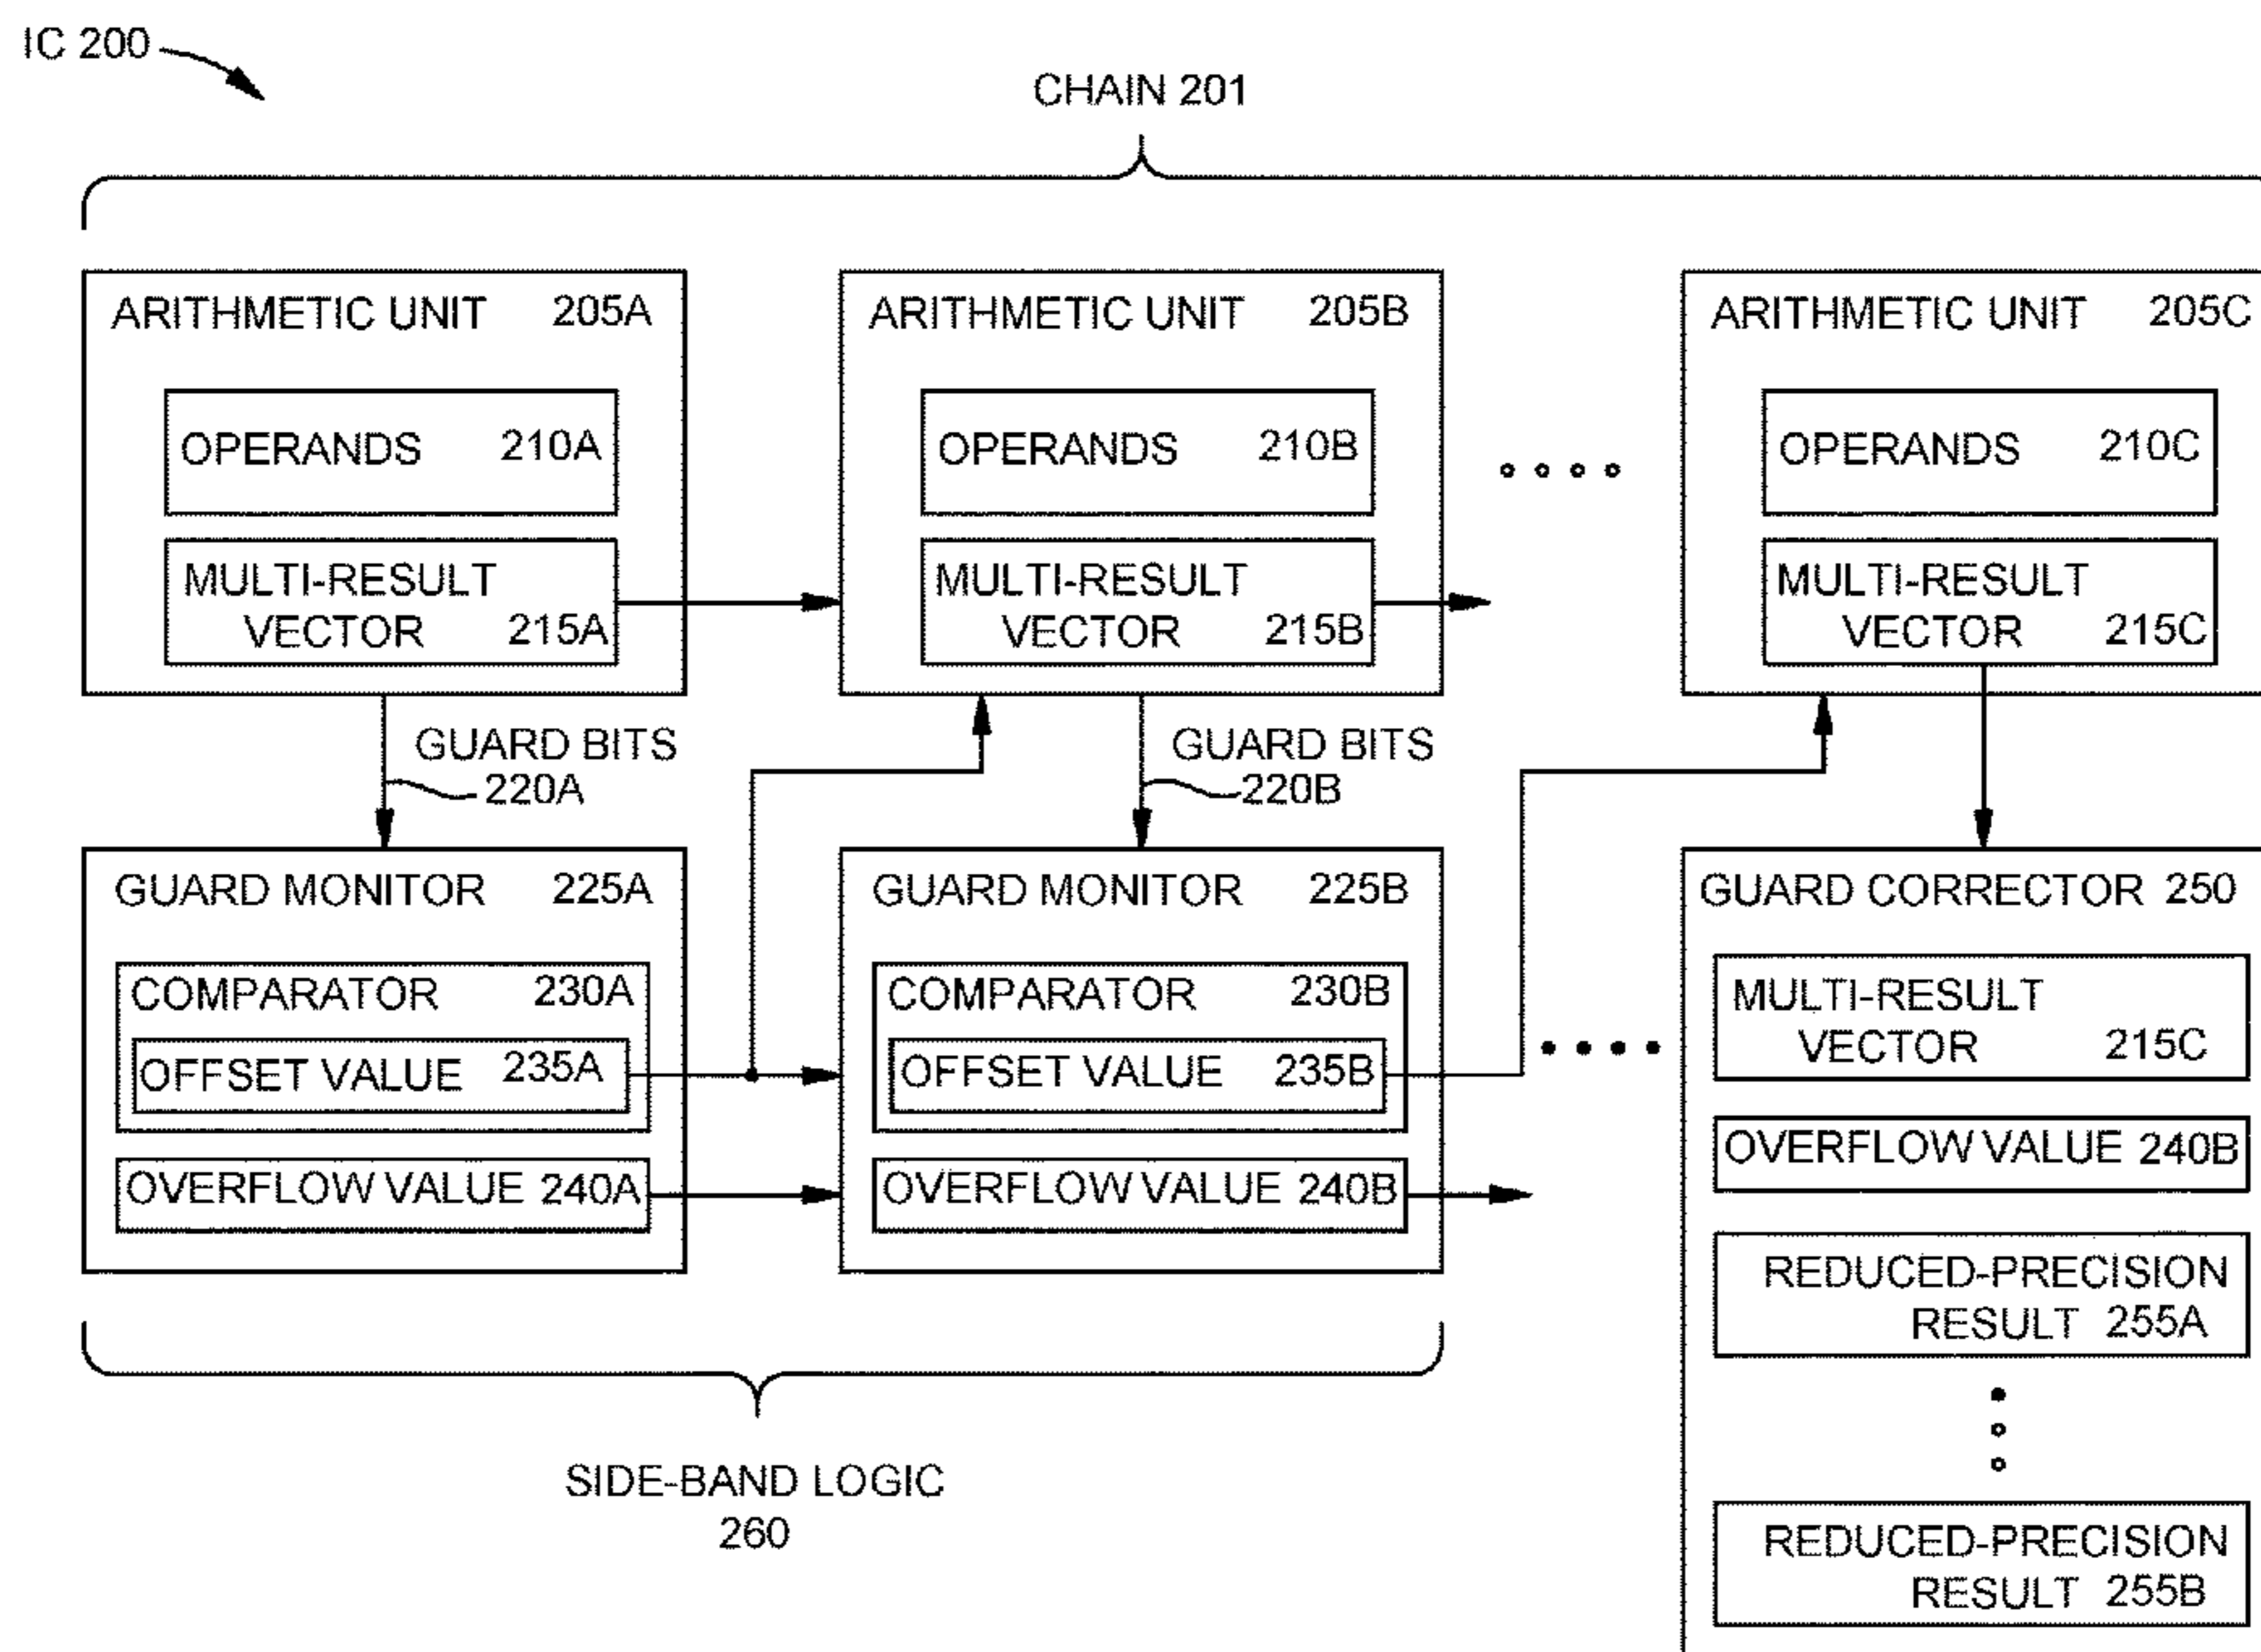 IC 200
CHAIN 201
ARITHMETIC UNIT 205A
OPERANDS 210A
MULTI-RESULT
VECTOR 215A
ARITHMETIC UNIT 205B
OPERANDS 210B
MULTI-RESULT
VECTOR 215B
ARITHMETIC UNIT 205C
OPERANDS 210C
MULTI-RESULT
VECTOR 215C
GUARD BITS
220A
GUARD BITS
220B
GUARD MONITOR 225A
COMPARATOR 230A
OFFSET VALUE 235A
OVERFLOW VALUE 240A
GUARD MONITOR 225B
COMPARATOR 230B
OFFSET VALUE 235B
OVERFLOW VALUE 240B
GUARD CORRECTOR 250
MULTI-RESULT
VECTOR 215C
OVERFLOW VALUE 240B
REDUCED-PRECISION
RESULT 255A
REDUCED-PRECISION
RESULT 255B
SIDE-BAND LOGIC
260